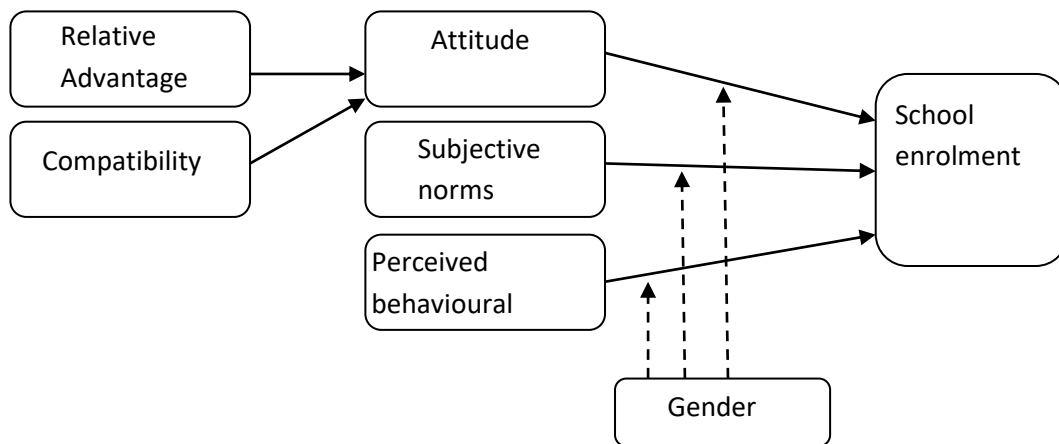 Relative
Advantage
Attitude
School
enrolment
Compatibility
Subjective
norms
Perceived
behavioural
Gender